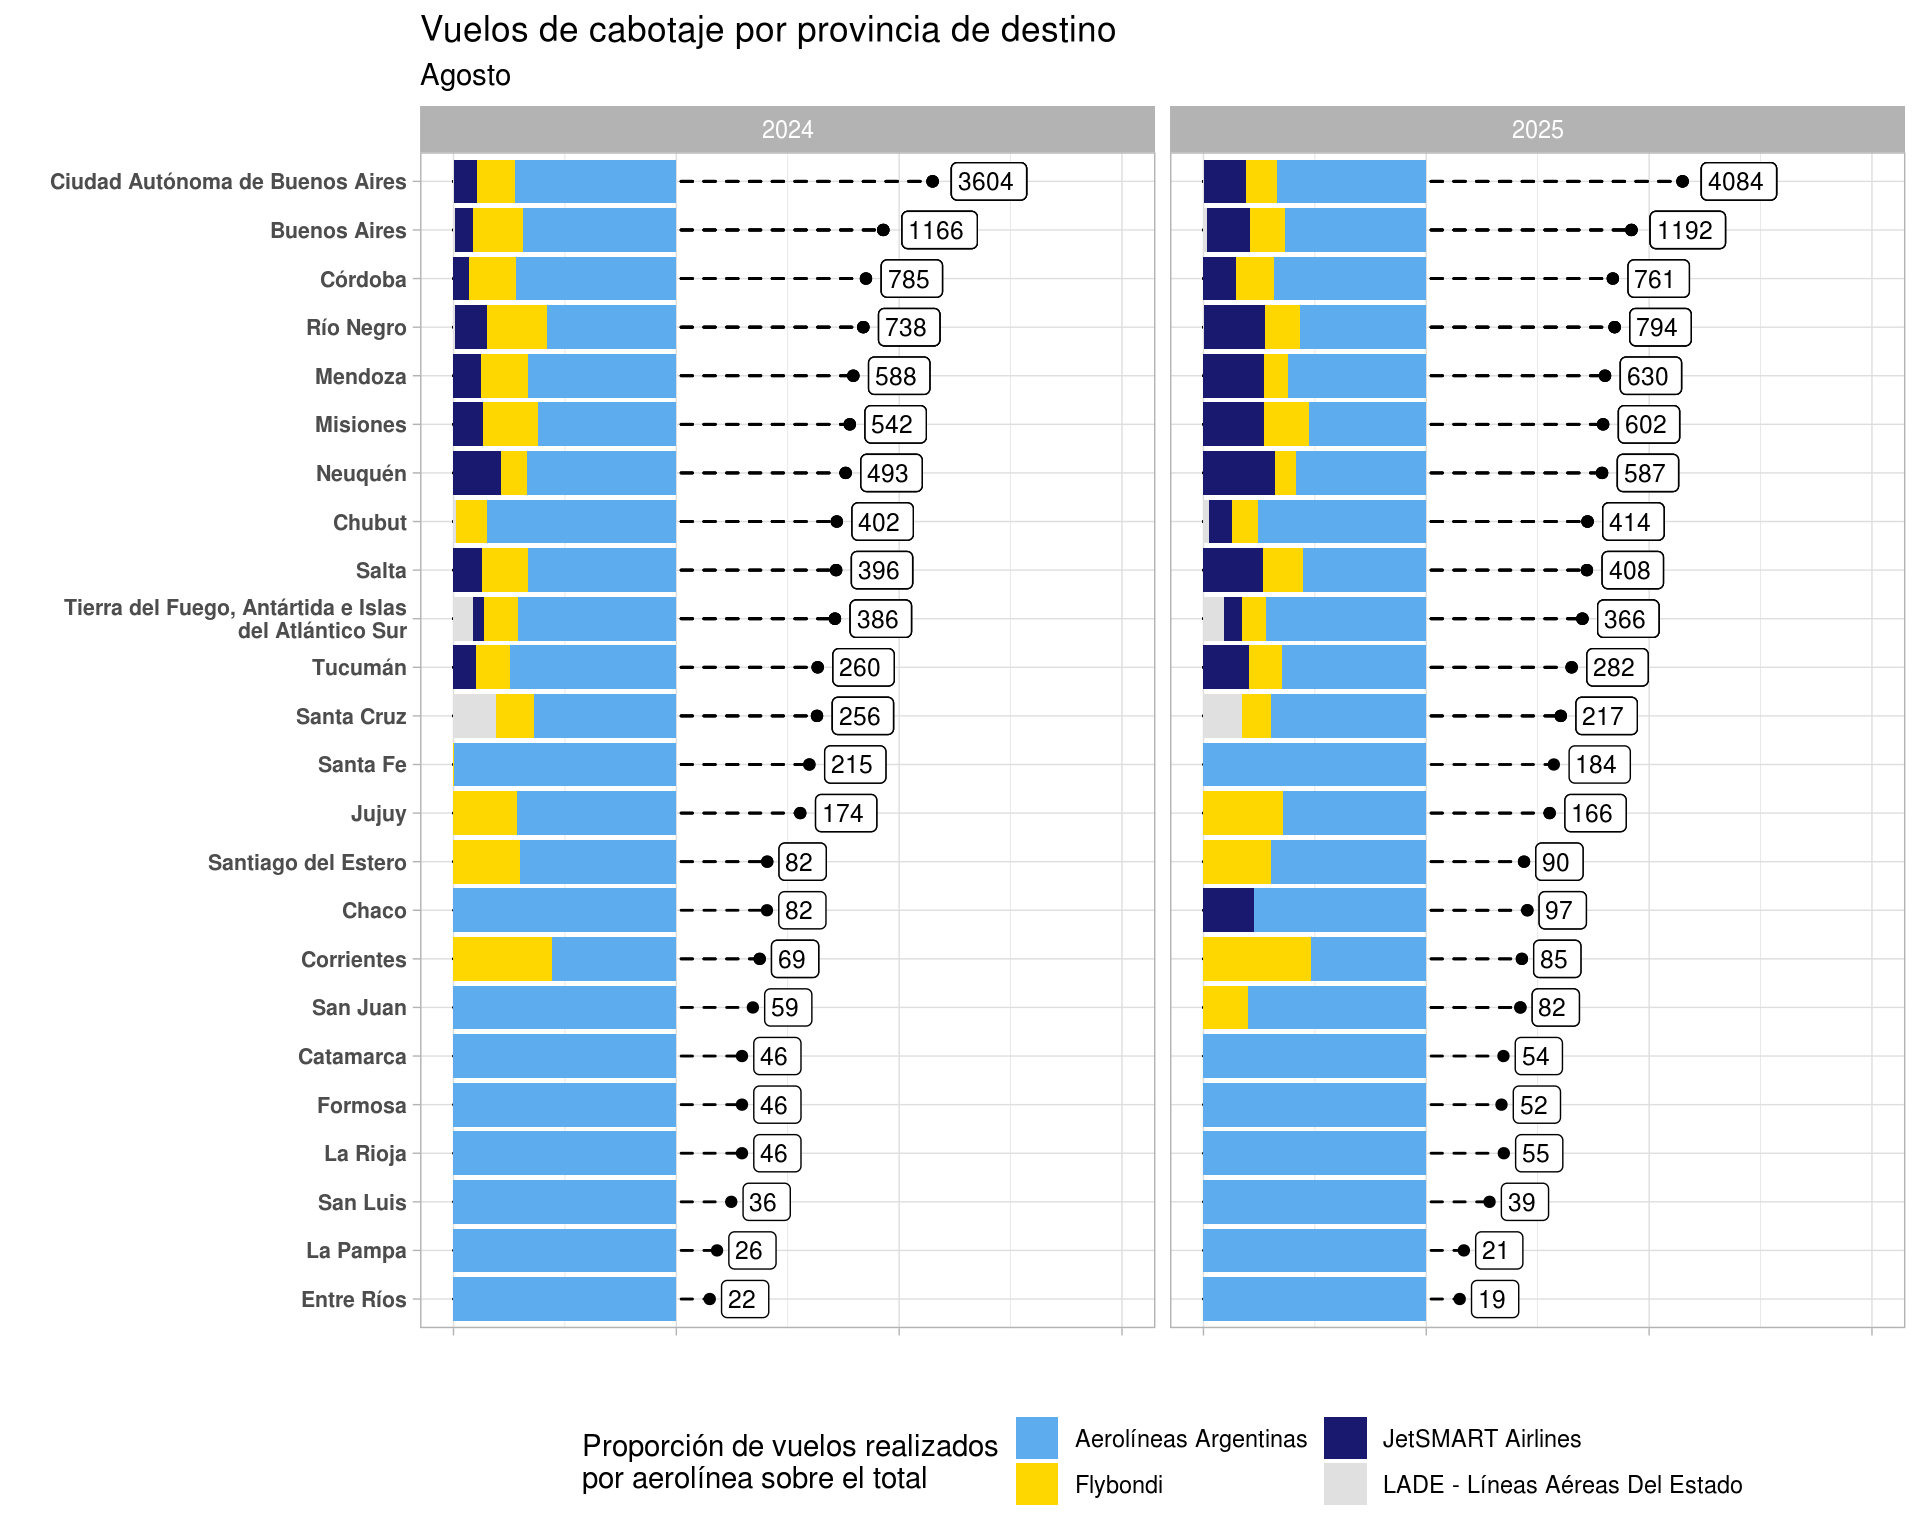 Vuelos de cabotaje por provincia de destino
Agosto
2024 2025
Ciudad Autónoma de Buenos Aires 3604 4084
Buenos Aires 1166 1192
Córdoba 785 761
Río Negro 738 794
Mendoza 588 630
Misiones 542 602
Neuquén 493 587
Chubut 402 414
Salta 396 408
Tierra del Fuego, Antártida e Islas
del Atlántico Sur 386 366
Tucumán 260 282
Santa Cruz 256 217
Santa Fe 215 184
Jujuy 174 166
Santiago del Estero 82 90
Chaco 82 97
Corrientes 69 85
San Juan 59 82
Catamarca 46 54
Formosa 46 52
La Rioja 46 55
San Luis 36 39
La Pampa 26 21
Entre Ríos 22 19
Proporción de vuelos realizados
por aerolínea sobre el total
Aerolíneas Argentinas JetSMART Airlines
Flybondi LADE - Líneas Aéreas Del Estado